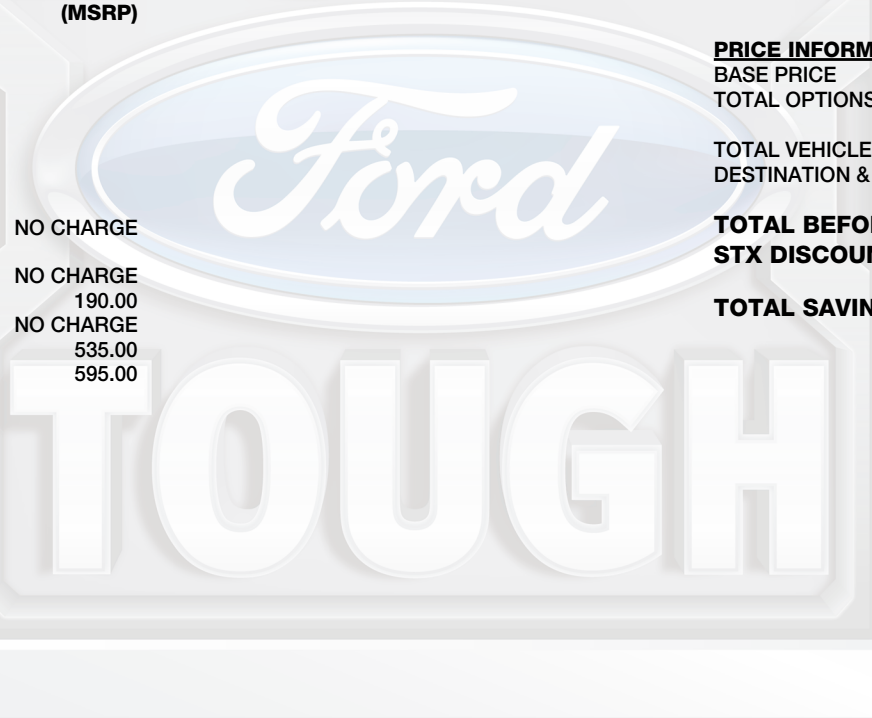 (MSRP)
NO CHARGE
NO CHARGE
190.00
NO CHARGE
535.00
595.00
PRICE INFORM
BASE PRICE
TOTAL OPTIONS
TOTAL VEHICLE
DESTINATION &
TOTAL BEFO
STX DISCOUN
TOTAL SAVIN
Ford
TOUGH